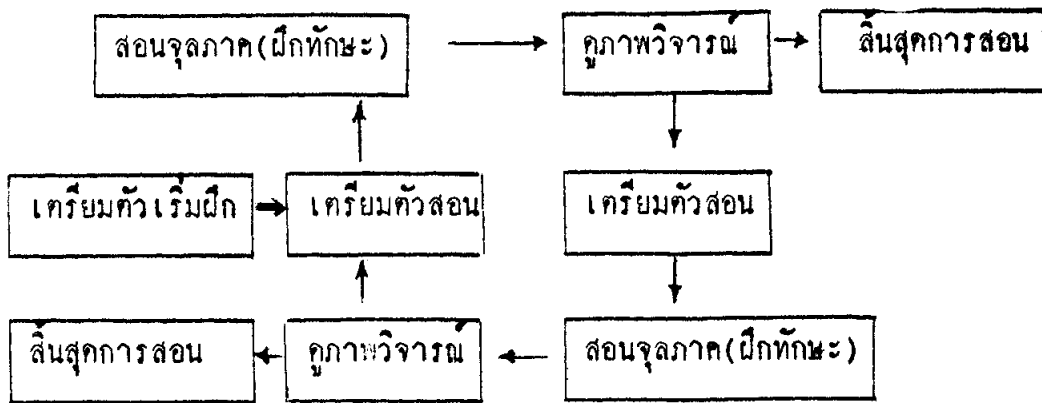 สอนจุลภาค(ฝึกทักษะ) ดูภาพวิจารณ์ สิ้นสุดการสอน
เตรียมตัวเริ่มฝึก เตรียมตัวสอน เตรียมตัวสอน
สิ้นสุดการสอน ดูภาพวิจารณ์ สอนจุลภาค(ฝึกทักษะ)